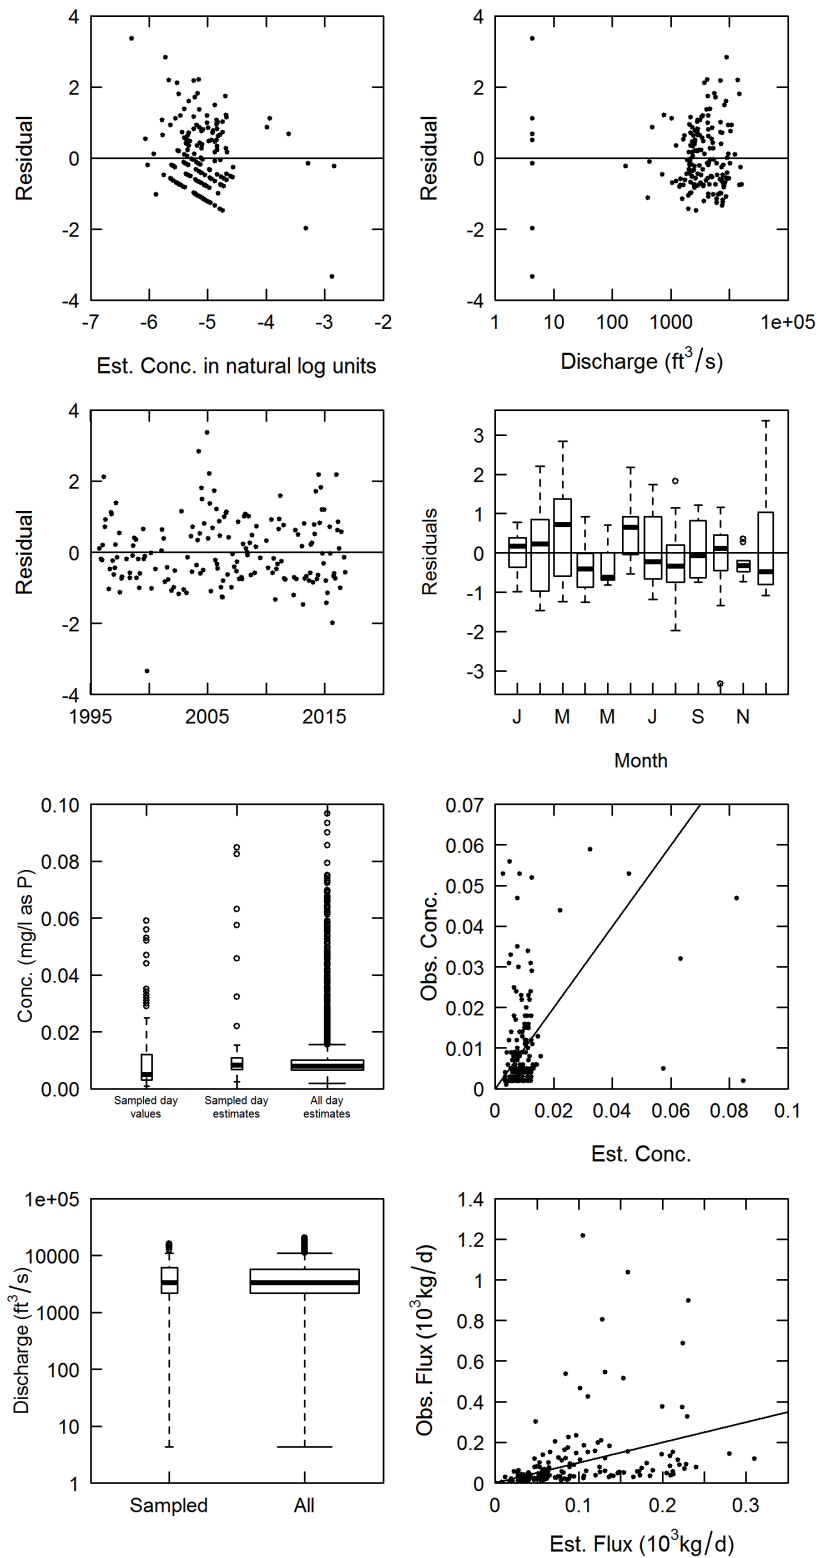 4
2
0
-2
-4
Residual
-7 -6 -5 -4 -3 -2
Est. Conc. in natural log units
4
2
0
-2
-4
Residual
1 10 100 1000 1e+05
Discharge (ft³/s)
4
2
0
-2
-4
Residual
1995 2005 2015
3
2
1
0
-1
-2
-3
Residuals
J M M J S N
Month
0.10
0.08
0.06
0.04
0.02
0.00
Conc. (mg/l as P)
Sampled day
values
Sampled day
estimates
All day
estimates
0.07
0.06
0.05
0.04
0.03
0.02
0.01
0
Obs. Conc.
0 0.02 0.04 0.06 0.08 0.1
Est. Conc.
1e+05
10000
1000
100
10
1
Discharge (ft³/s)
Sampled All
1.4
1.2
1
0.8
0.6
0.4
0.2
0
Obs. Flux (10³kg/d)
0 0.1 0.2 0.3
Est. Flux (10³kg/d)